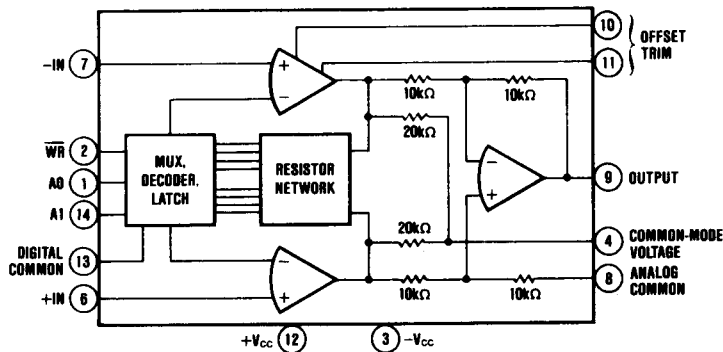 10
OFFSET
TRIM
11
−IN 7
+
−
10kΩ
10kΩ
20kΩ
WR 2
A0 1
A1 14
DIGITAL
COMMON 13
+IN 6
MUX,
DECODER,
LATCH
RESISTOR
NETWORK
−
+
9 OUTPUT
20kΩ
4 COMMON-MODE
VOLTAGE
−
+
10kΩ
10kΩ
8 ANALOG
COMMON
+VCC 12
3 −VCC